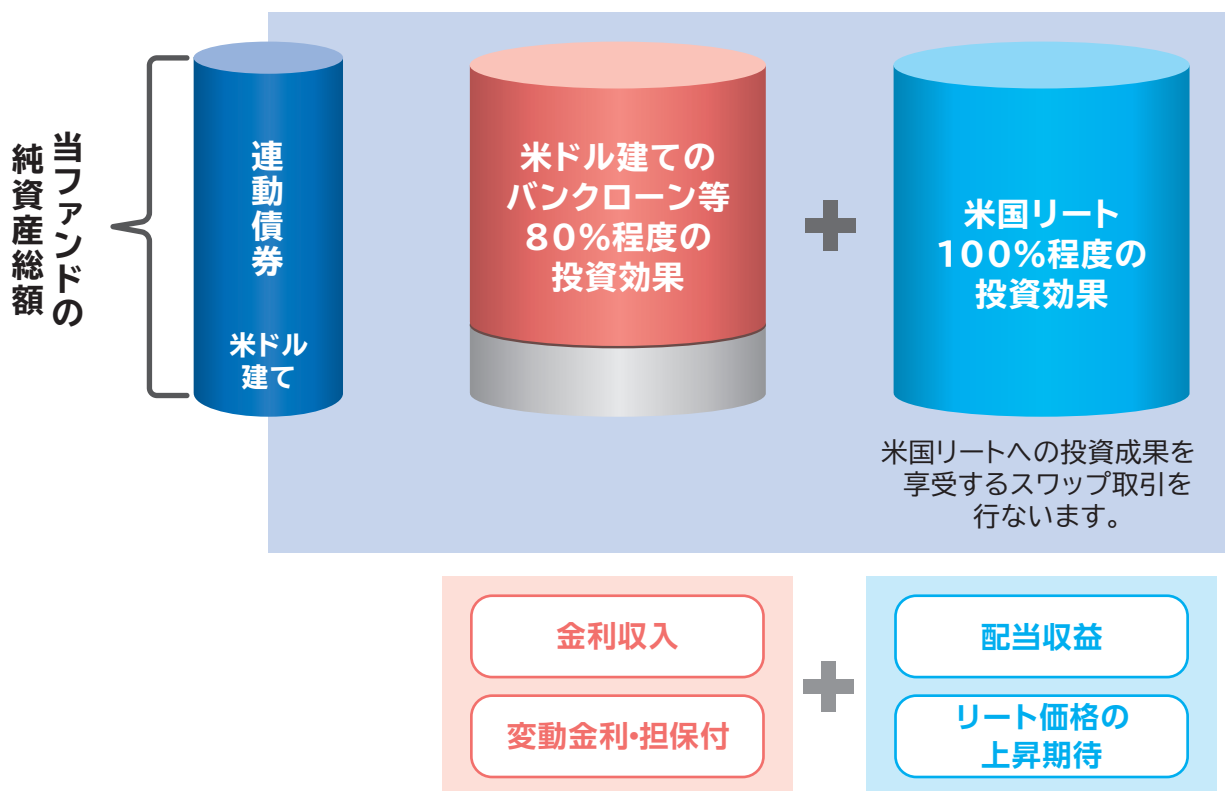 当ファンドの
純資産総額
連動債券
米ドル
建て
米ドル建ての
バンクローン等
80%程度の
投資効果
米国リート
100%程度の
投資効果
米国リートへの投資成果を
享受するスワップ取引を
行ないます。
金利収入
変動金利・担保付
配当収益
リート価格の
上昇期待